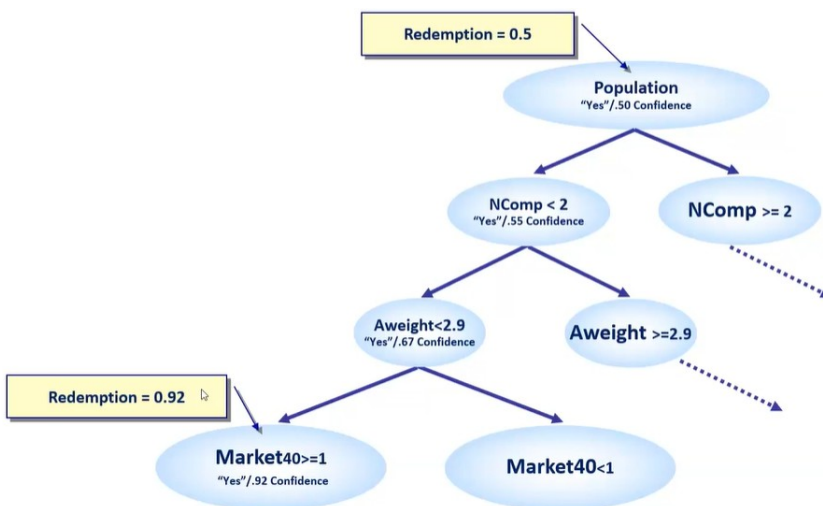 Redemption = 0.5
Population
"Yes"/.50 Confidence
NComp < 2
"Yes"/.55 Confidence
NComp >= 2
Aweight<2.9
"Yes"/.67 Confidence
Aweight >=2.9
Redemption = 0.92
Market40>=1
"Yes"/.92 Confidence
Market40<1